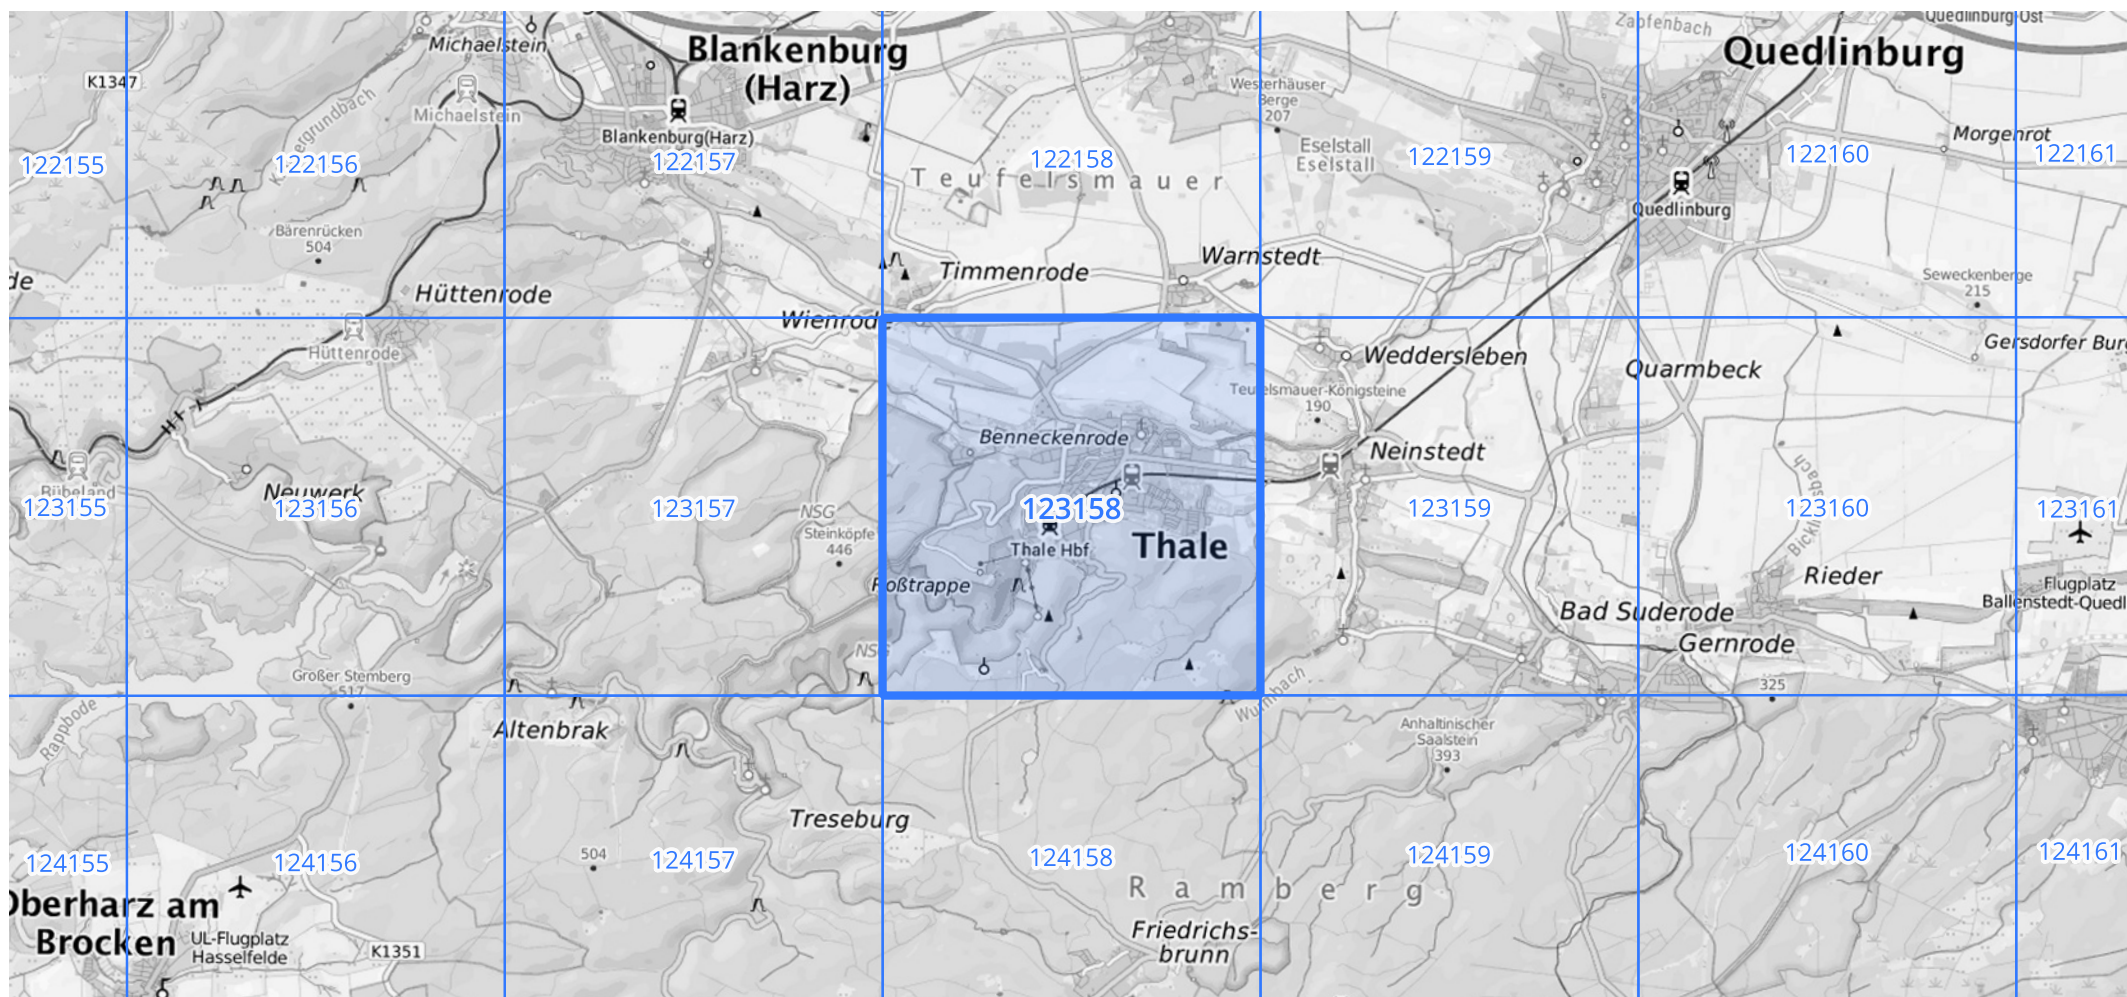 Quedlinburg Ost
Zapfenbach
Michaelstein
Blankenburg
(Harz)
Quedlinburg
K1347
Westerhäuser
Berge
207
Michaelstein
Blankenburg(Harz)
Eselstall
Eselstall
Morgenrot
122155
122156
122157
122158
122159
122160
122161
Teufelsmauer
Quedlinburg
Bärenrücken
504
Warnstedt
Timmenrode
Seweckenberge
215
de
Hüttenrode
Wienrode
Hüttenrode
Weddersleben
Gersdorfer Burg
Quarmbeck
Teufelsmauer-Königsteine
190
Benneckenrode
Neinstedt
Rübeland
Neuwerk
123155
123156
123157
123158
123159
123160
123161
NSG
Steinköpfe
446
Thale Hbf
Thale
Roßtrappe
Rieder
Flugplatz
Ballenstedt-Quedl
Bad Suderode
Gernrode
NSG
Großer Stemberg
517
325
Wurmbach
Rappbode
Altenbrak
Anhaltinischer
Saalstein
393
Treseburg
504
124155
124156
124157
124158
124159
124160
124161
Ramberg
Oberharz am
Brocken
UL-Flugplatz
Hasselfelde
K1351
Friedrichs-
brunn